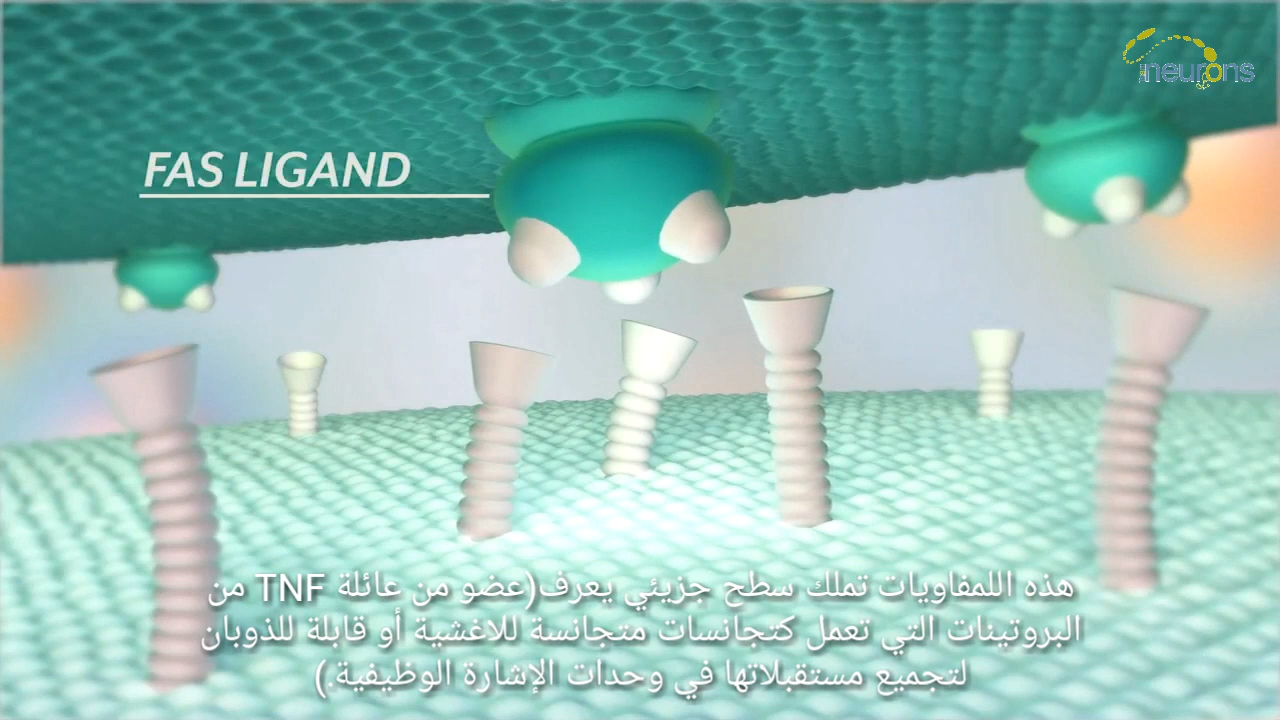 neurons
FAS LIGAND
هذه اللمفاويات تملك سطح جزيئي يعرف(عضو من عائلة TNF من
البروتينات التي تعمل كتجانسات متجانسة للاغشية أو قابلة للذوبان
لتجميع مستقبلاتها في وحدات الإشارة الوظيفية.)